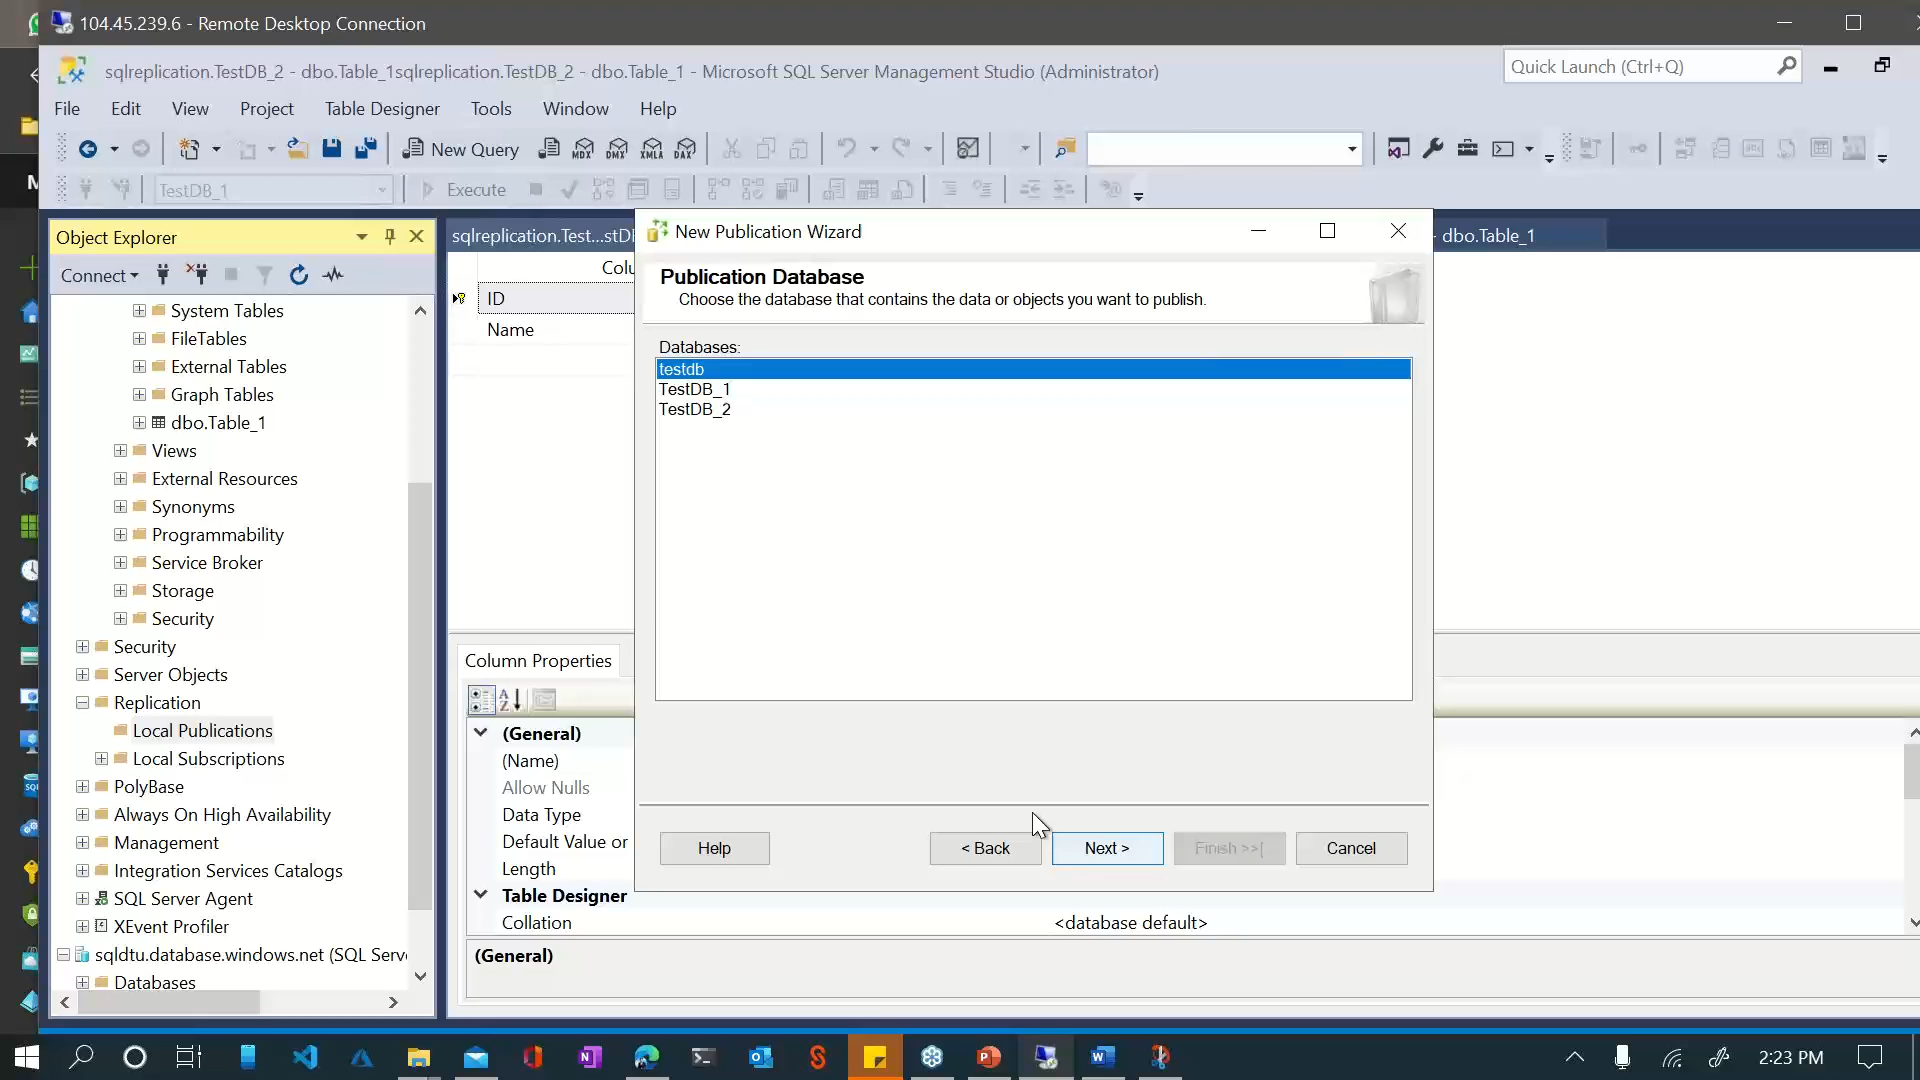 104.45.239.6 - Remote Desktop Connection
sqlreplication.TestDB_2 - dbo.Table_1sqlreplication.TestDB_2 - dbo.Table_1 - Microsoft SQL Server Management Studio (Administrator)
Quick Launch (Ctrl+Q)
File Edit View Project Table Designer Tools Window Help
New Query MDX DMX XMLA DAX
TestDB_1 Execute
Object Explorer
Connect
System Tables
FileTables
External Tables
Graph Tables
dbo.Table_1
Views
External Resources
Synonyms
Programmability
Service Broker
Storage
Security
Security
Server Objects
Replication
Local Publications
Local Subscriptions
PolyBase
Always On High Availability
Management
Integration Services Catalogs
SQL Server Agent
XEvent Profiler
sqldtu.database.windows.net (SQL Serv
Databases
sqlreplication.Test...stD
- dbo.Table_1
Colu
ID
Name
New Publication Wizard
Publication Database
Choose the database that contains the data or objects you want to publish.
Databases:
testdb
TestDB_1
TestDB_2
Help < Back Next > Finish >>| Cancel
Column Properties
(General)
(Name)
Allow Nulls
Data Type
Default Value or
Length
Table Designer
Collation <database default>
(General)
2:23 PM